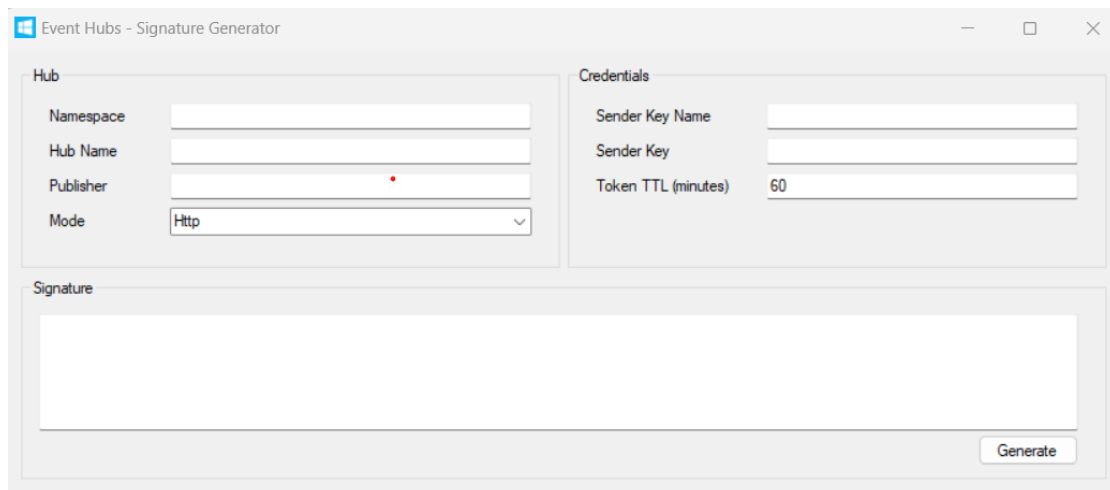 Event Hubs - Signature Generator
Hub
Namespace
Hub Name
Publisher
Mode
Http
Credentials
Sender Key Name
Sender Key
Token TTL (minutes)
60
Signature
Generate